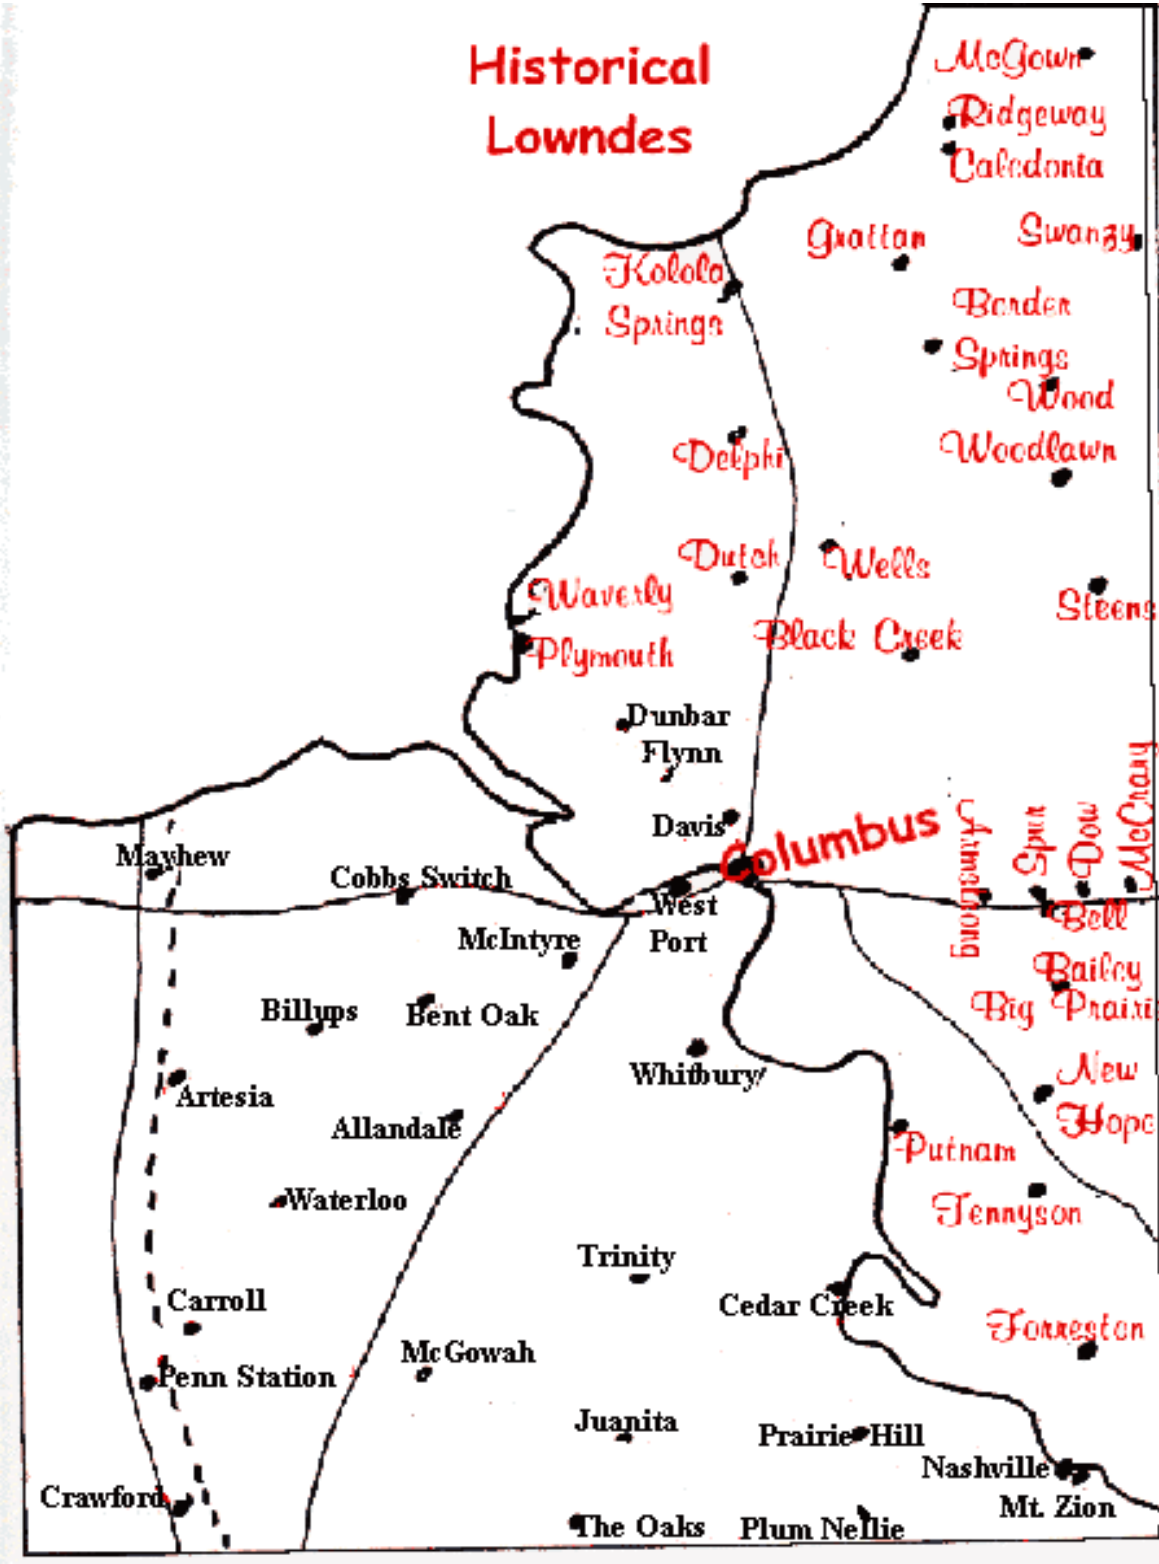 Historical
Lowndes
McGown
Ridgeway
Caledonia
Swanzy
Grattan
Kolola
Springs
Border
Springs
Wood
Delphi
Woodlawn
Dutch
Wells
Waverly
Steens
Black Creek
Plymouth
Dunbar
Flynn
Davis
Columbus
Armstrong
Spur
Dow
McCrany
Mayhew
Cobbs Switch
West
Port
Bell
McIntyre
Bailey
Big Prairi
Billups
Bent Oak
Whitbury
New
Hope
Artesia
Allandale
Putnam
Waterloo
Tennyson
Trinity
Carroll
Cedar Creek
Forreston
McGowah
Penn Station
Juanita
Prairie Hill
Nashville
Crawford
Mt. Zion
The Oaks
Plum Nellie